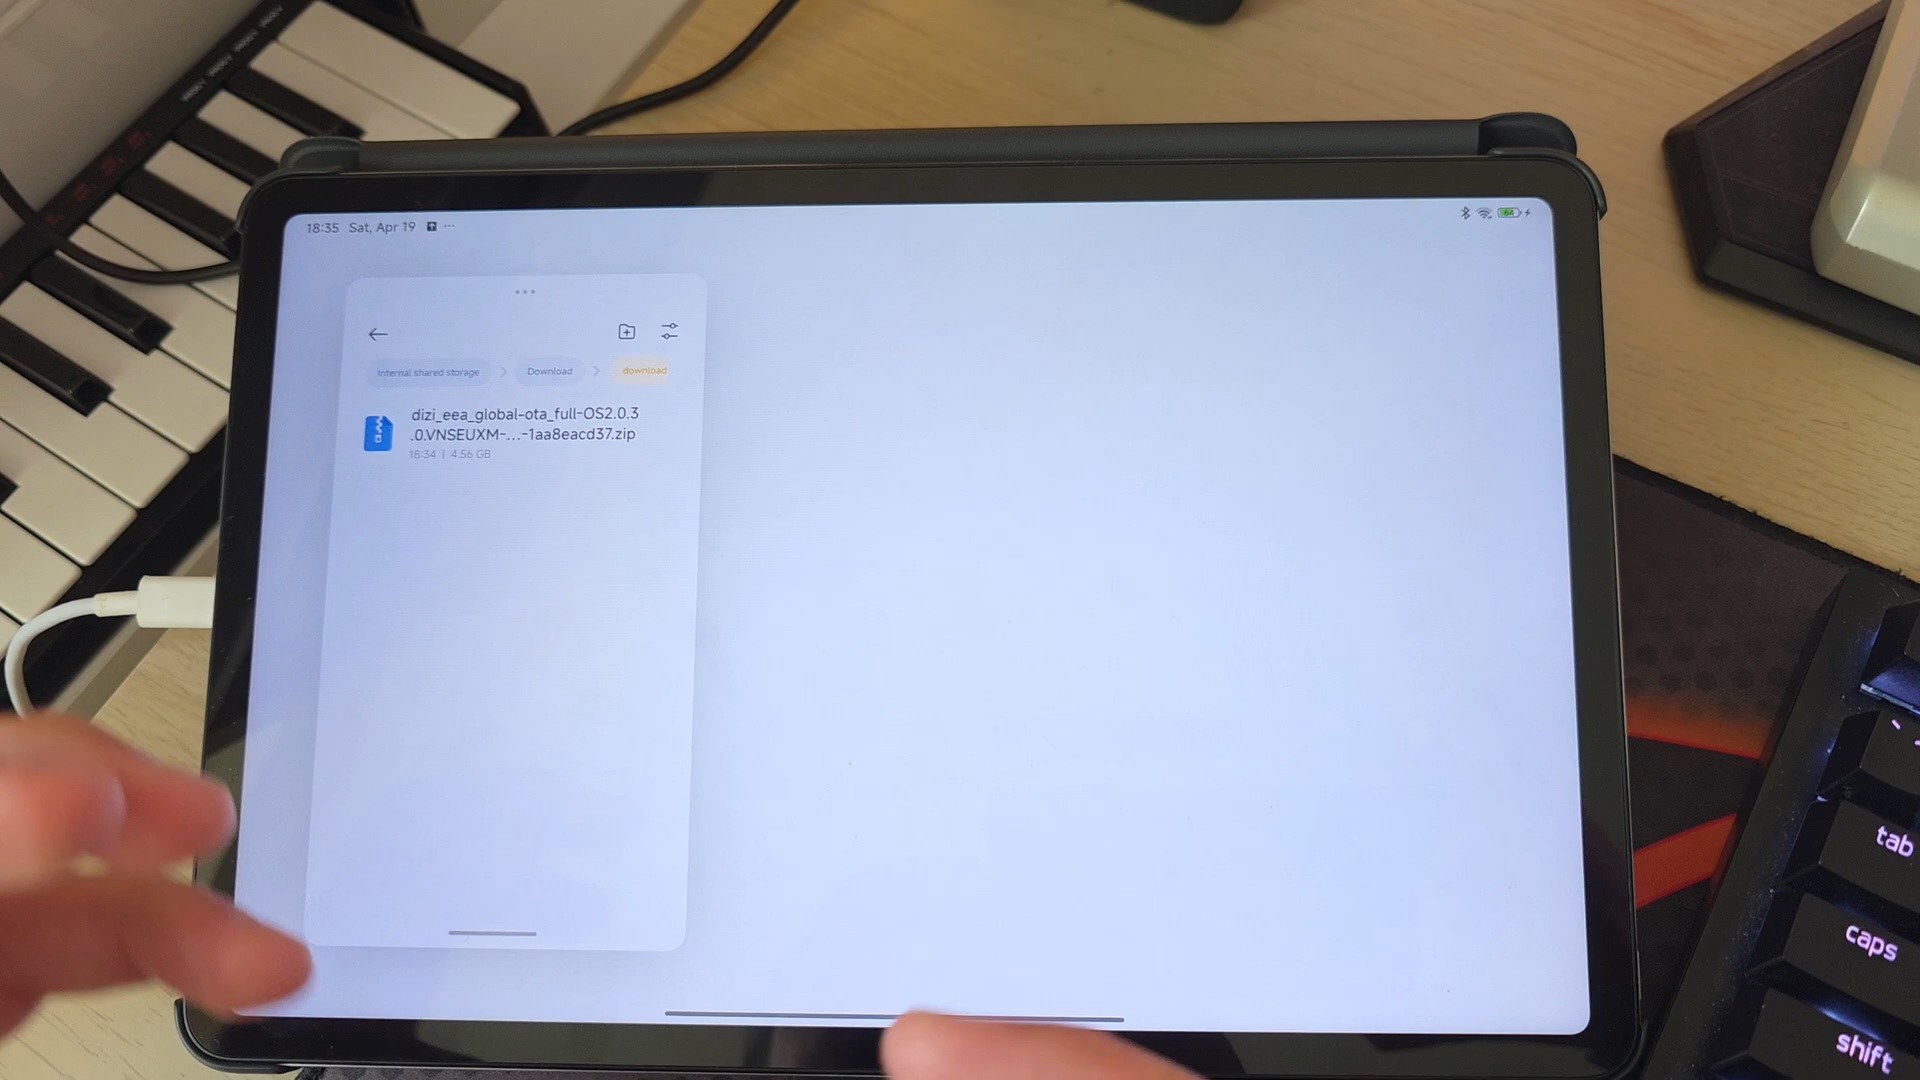 18:35 Sat, Apr 19 ...
64
Internal shared storage > Download > download
dizi_eea_global-ota_full-OS2.0.3
.0.VNSEUXM-...-1aa8eacd37.zip
18:34 | 4.56 GB
tab
caps
shift